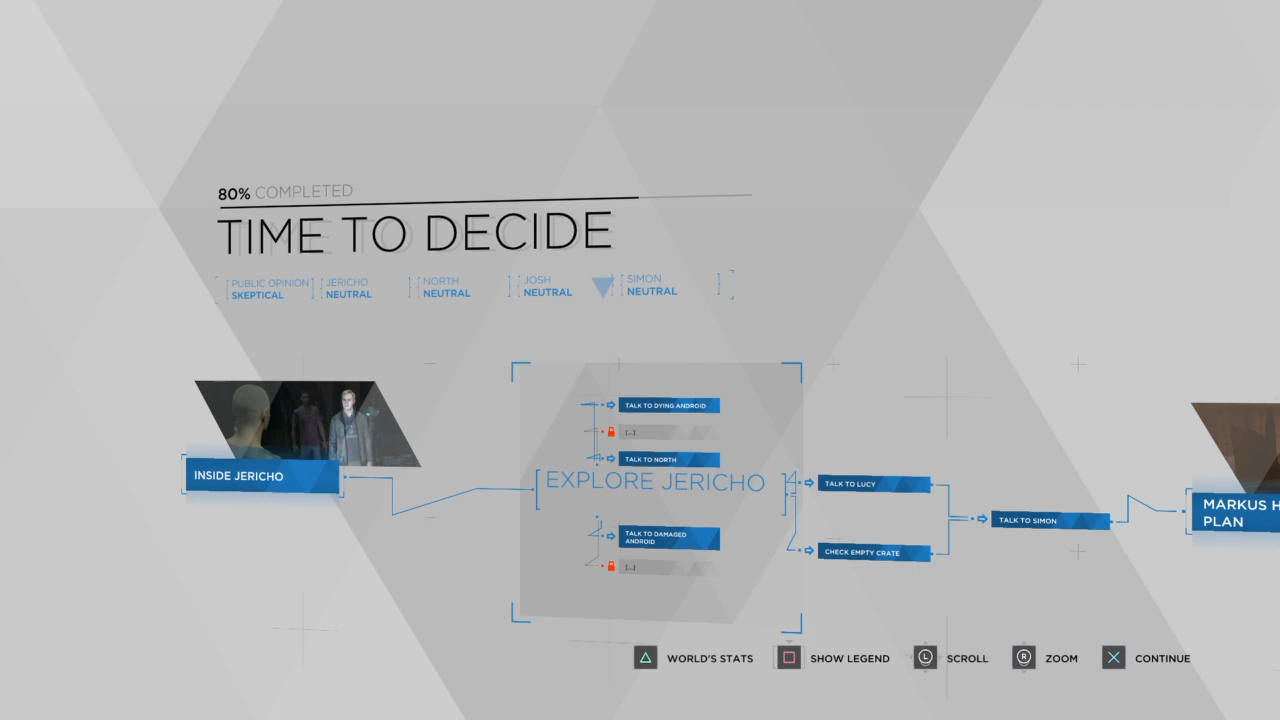 80% COMPLETED
TIME TO DECIDE
PUBLIC OPINION
SKEPTICAL
JERICHO
NEUTRAL
NORTH
NEUTRAL
JOSH
NEUTRAL
SIMON
NEUTRAL
INSIDE JERICHO
TALK TO DYING ANDROID
[...]
TALK TO NORTH
EXPLORE JERICHO
TALK TO DAMAGED
ANDROID
[...]
TALK TO LUCY
CHECK EMPTY CRATE
TALK TO SIMON
MARKUS H
PLAN
WORLD'S STATS
SHOW LEGEND
L
SCROLL
R
ZOOM
CONTINUE